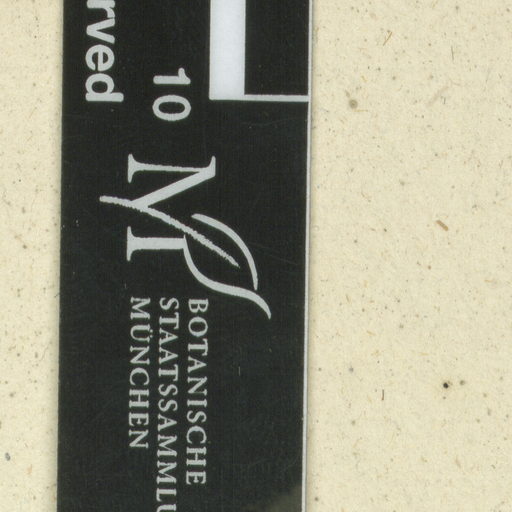 10
rved
M
BOTANISCHE
STAATSSAMMLU
MÜNCHEN